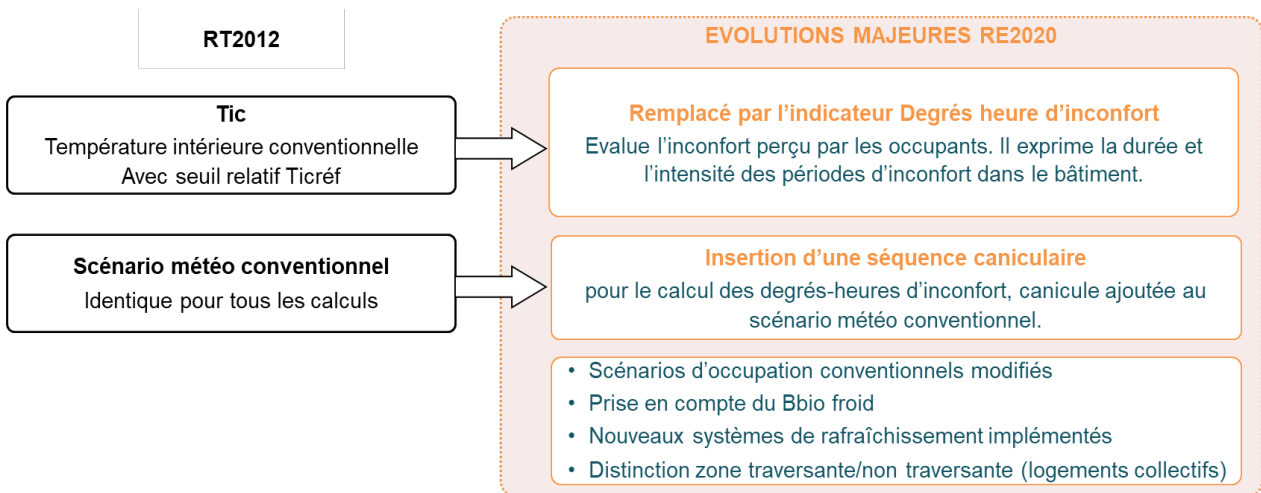 RT2012
EVOLUTIONS MAJEURES RE2020
Tic
Température intérieure conventionnelle
Avec seuil relatif Ticréf
Remplacé par l’indicateur Degrés heure d’inconfort
Evalue l’inconfort perçu par les occupants. Il exprime la durée et
l’intensité des périodes d’inconfort dans le bâtiment.
Scénario météo conventionnel
Identique pour tous les calculs
Insertion d’une séquence caniculaire
pour le calcul des degrés-heures d’inconfort, canicule ajoutée au
scénario météo conventionnel.
• Scénarios d’occupation conventionnels modifiés
• Prise en compte du Bbio froid
• Nouveaux systèmes de rafraîchissement implémentés
• Distinction zone traversante/non traversante (logements collectifs)